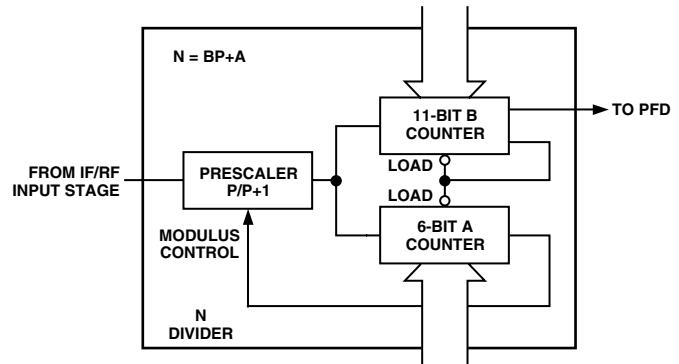 N = BP+A
11-BIT B
COUNTER
TO PFD
FROM IF/RF
INPUT STAGE
PRESCALER
P/P+1
LOAD
LOAD
MODULUS
CONTROL
6-BIT A
COUNTER
N
DIVIDER